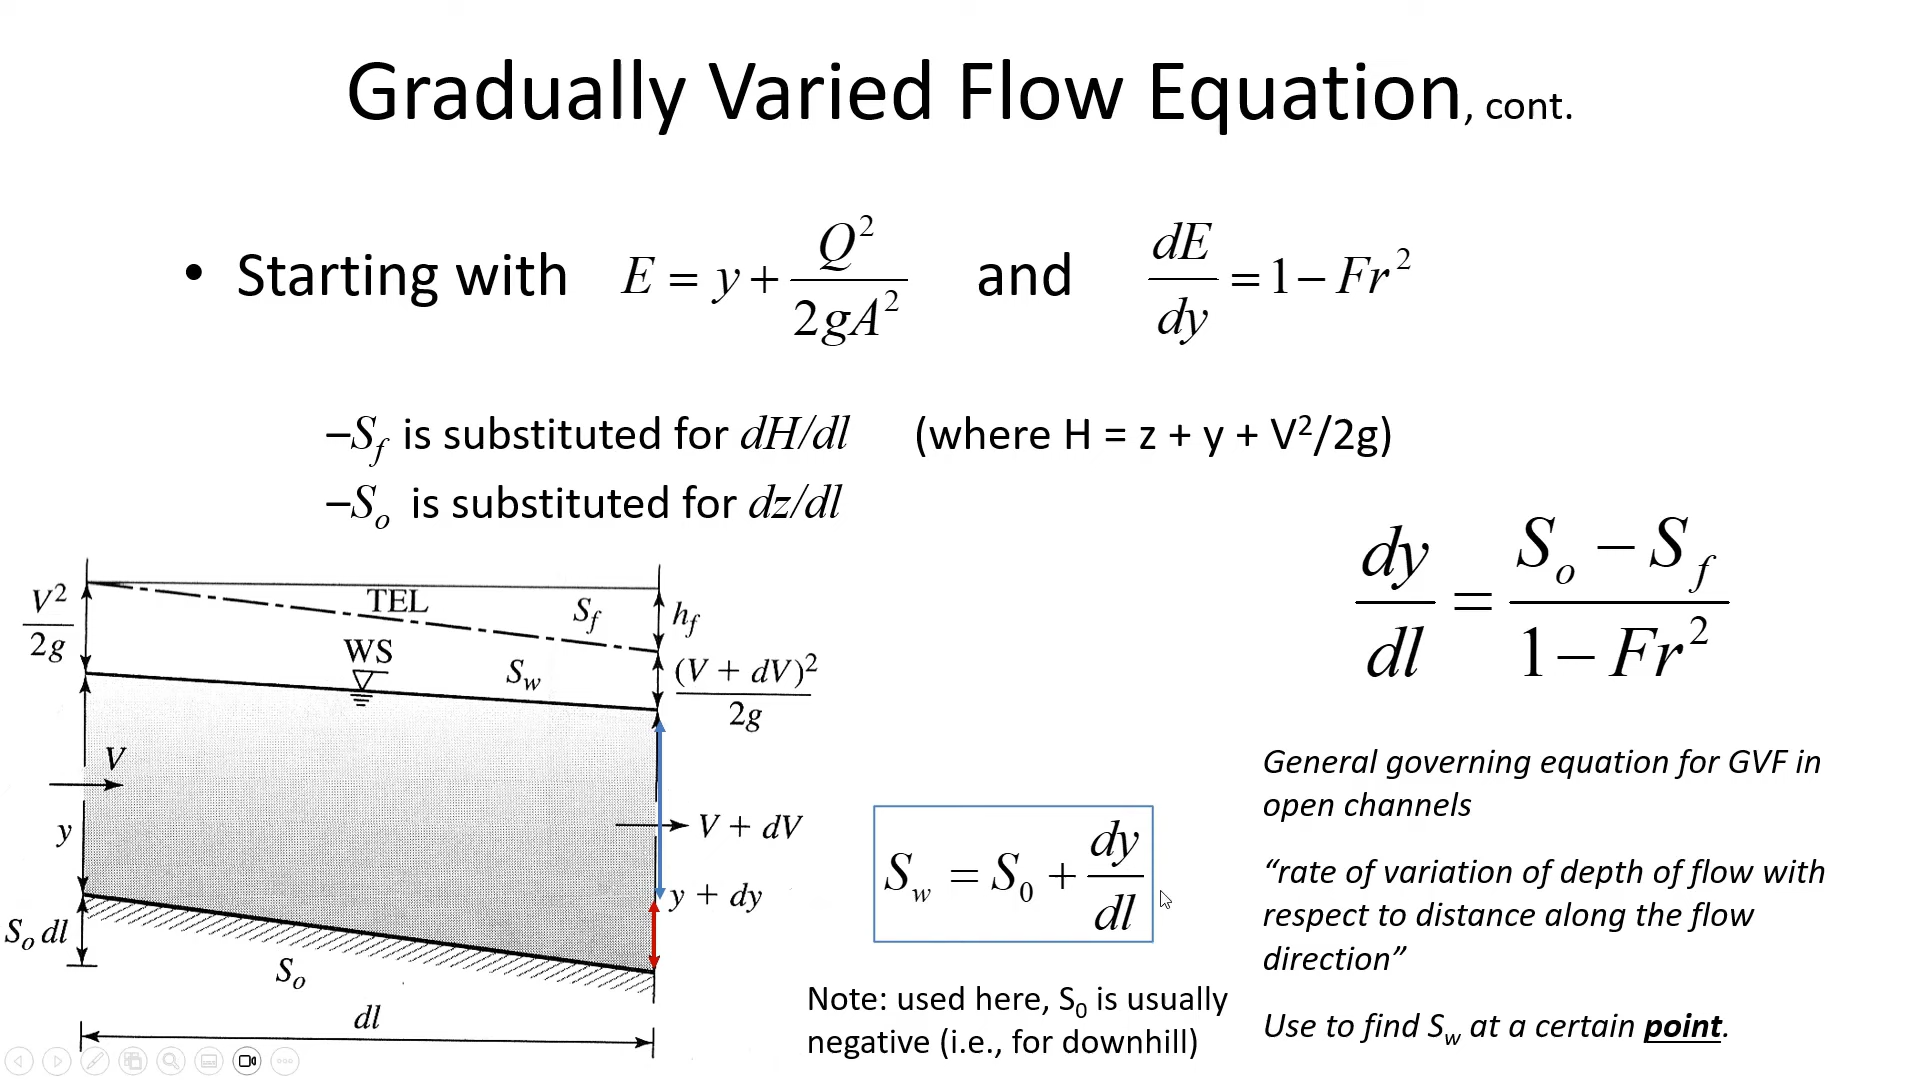 Gradually Varied Flow Equation, cont.
• Starting with E = y + Q²/2gA² and dE/dy = 1 − Fr²
–S_f is substituted for dH/dl (where H = z + y + V²/2g)
–S_o is substituted for dz/dl
dy/dl = (S_o − S_f)/(1 − Fr²)
V²/2g
TEL
S_f
h_f
WS
S_w
(V + dV)²/2g
V
y
V + dV
y + dy
S_o dl
S_o
dl
S_w = S_0 + dy/dl
Note: used here, S_0 is usually
negative (i.e., for downhill)
General governing equation for GVF in
open channels
“rate of variation of depth of flow with
respect to distance along the flow
direction”
Use to find S_w at a certain point.